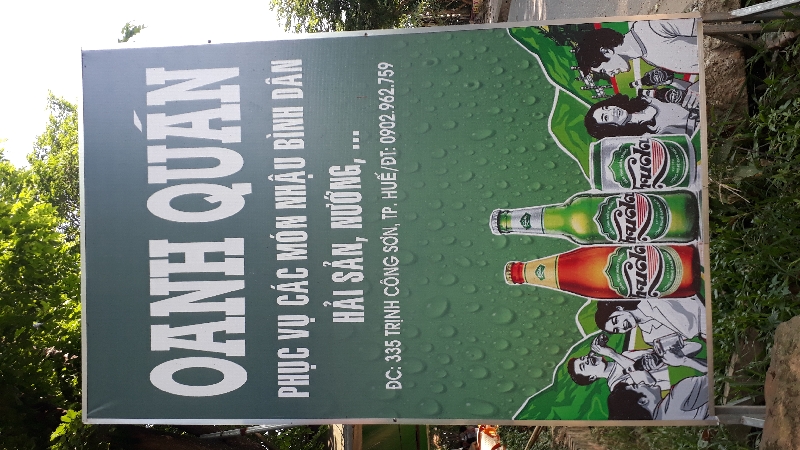 OANH QUÁN
PHỤC VỤ CÁC MÓN NHẬU BÌNH DÂN
HẢI SẢN, NƯỚNG, ...
ĐC: 335 TRỊNH CÔNG SƠN, TP. HUẾ/ĐT: 0902.962.759
Huda
Huda
Huda